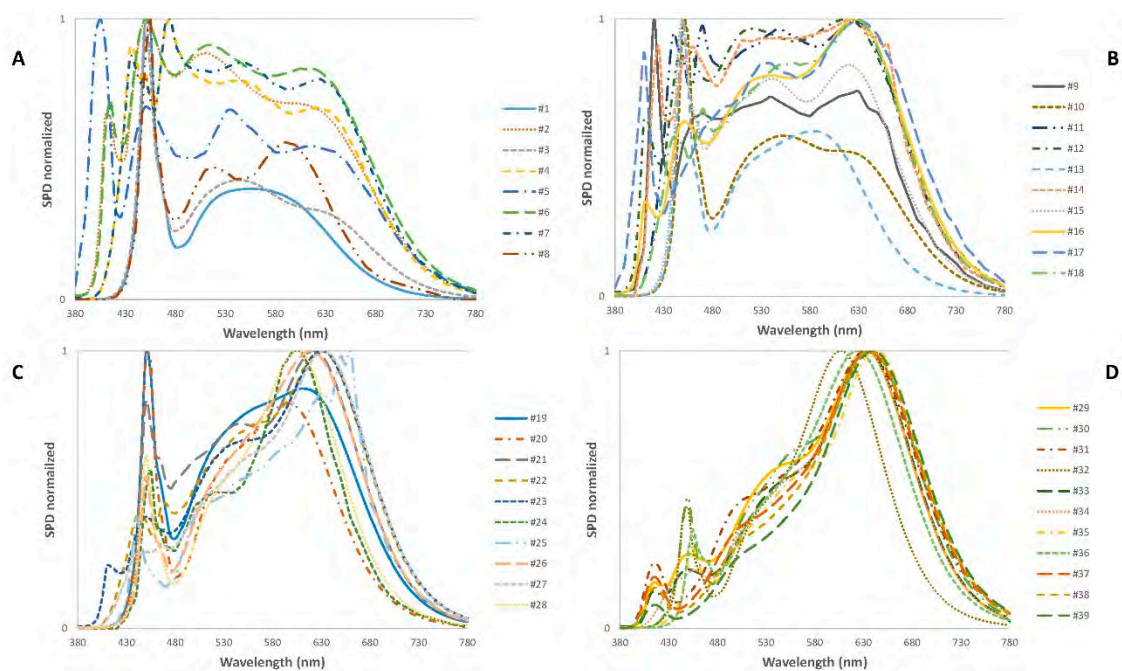 A
1
SPD normalized
0
380 430 480 530 580 630 680 730 780
Wavelength (nm)
#1
#2
#3
#4
#5
#6
#7
#8
B
1
SPD normalized
0
380 430 480 530 580 630 680 730 780
Wavelength (nm)
#9
#10
#11
#12
#13
#14
#15
#16
#17
#18
C
1
SPD normalized
0
380 430 480 530 580 630 680 730 780
Wavelength (nm)
#19
#20
#21
#22
#23
#24
#25
#26
#27
#28
D
1
SPD normalized
0
380 430 480 530 580 630 680 730 780
Wavelength (nm)
#29
#30
#31
#32
#33
#34
#35
#36
#37
#38
#39